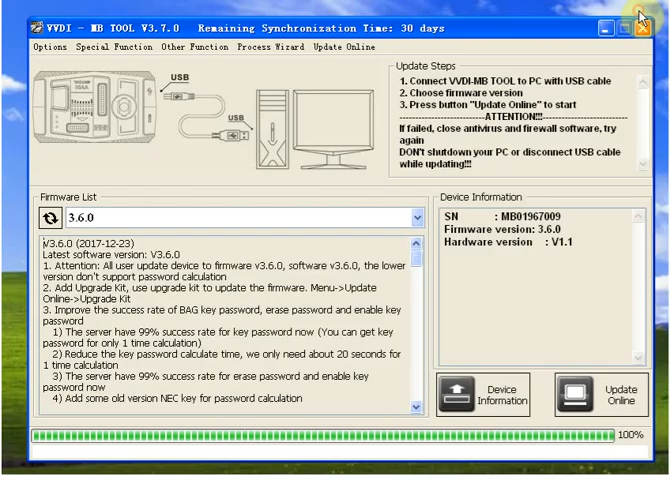 VVDI - MB TOOL V3.7.0   Remaining Synchronization Time: 30 days
Options  Special Function  Other Function  Process Wizard  Update Online
USB
USB
Update Steps
1. Connect VVDI-MB TOOL to PC with USB cable
2. Choose firmware version
3. Press button "Update Online" to start
-------------------------ATTENTION!!!-------------------------
If failed, close antivirus and firewall software, try
again
DON't shutdown your PC or disconnect USB cable
while updating!!!
Firmware List
3.6.0
V3.6.0 (2017-12-23)
Latest software version: V3.6.0
1. Attention: All user update device to firmware v3.6.0, software v3.6.0, the lower
version don't support password calculation
2. Add Upgrade Kit, use upgrade kit to update the firmware. Menu->Update
Online->Upgrade Kit
3. Improve the success rate of BAG key password, erase password and enable key
password
1) The server have 99% success rate for key password now (You can get
key password for only 1 time calculation)
2) Reduce the key password calculate time, we only need about 20 seconds for
1 time calculation
3) The server have 99% success rate for erase password and enable key
password now
4) Add some old version NEC key for password calculation
Device Information
SN : MB01967009
Firmware version: 3.6.0
Hardware version : V1.1
Device
Information
Update
Online
100%